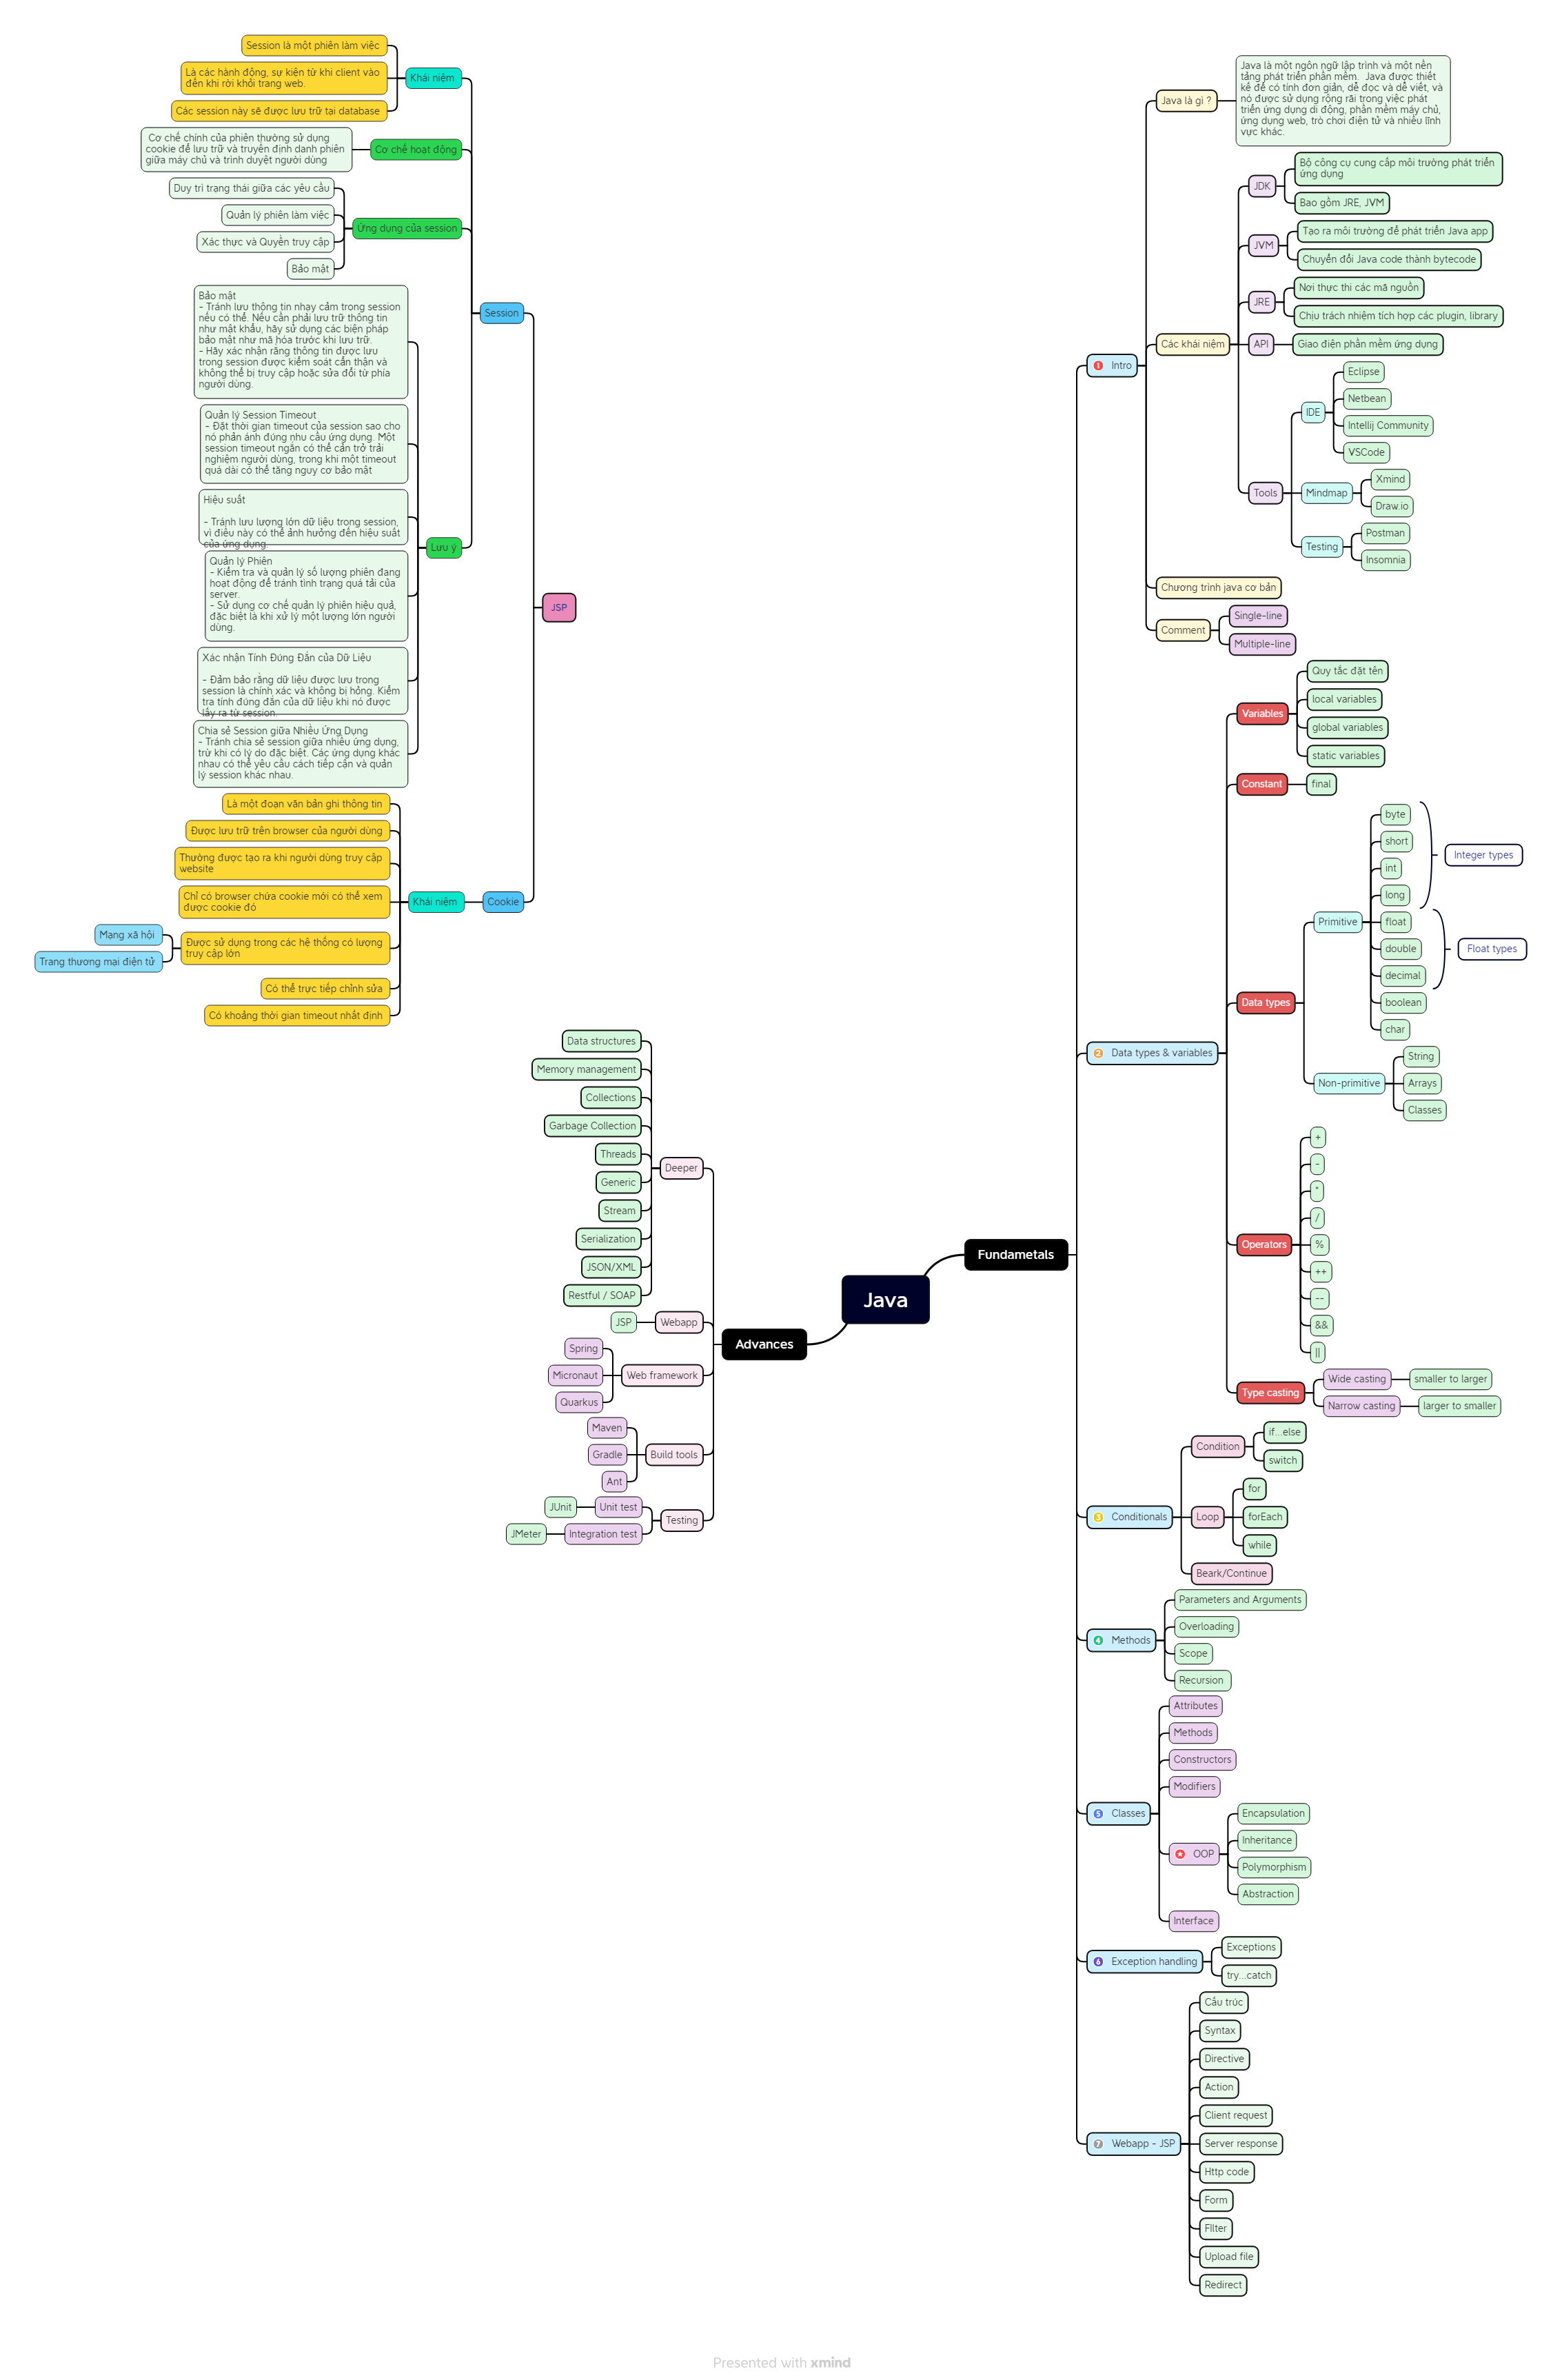 Session là một phiên làm việc
Là các hành động, sự kiện từ khi client vào
đến khi rời khỏi trang web.
Các session này sẽ được lưu trữ tại database
Khái niệm
Cơ chế chính của phiên thường sử dụng
cookie để lưu trữ và truyền định danh phiên
giữa máy chủ và trình duyệt người dùng
Cơ chế hoạt động
Duy trì trạng thái giữa các yêu cầu
Quản lý phiên làm việc
Xác thực và Quyền truy cập
Bảo mật
Ứng dụng của session
Bảo mật
- Tránh lưu thông tin nhạy cảm trong session
nếu có thể. Nếu cần phải lưu trữ thông tin
như mật khẩu, hãy sử dụng các biện pháp
bảo mật như mã hóa trước khi lưu trữ.
- Hãy xác nhận rằng thông tin được lưu
trong session được kiểm soát cẩn thận và
không thể bị truy cập hoặc sửa đổi từ phía
người dùng.
Quản lý Session Timeout
- Đặt thời gian timeout của session sao cho
nó phản ánh đúng nhu cầu ứng dụng. Một
session timeout ngắn có thể cản trở trải
nghiệm người dùng, trong khi một timeout
quá dài có thể tăng nguy cơ bảo mật
Hiệu suất
- Tránh lưu lượng lớn dữ liệu trong session,
vì điều này có thể ảnh hưởng đến hiệu suất
của ứng dụng.
Quản lý Phiên
- Kiểm tra và quản lý số lượng phiên đang
hoạt động để tránh tình trạng quá tải của
server.
- Sử dụng cơ chế quản lý phiên hiệu quả,
đặc biệt là khi xử lý một lượng lớn người
dùng.
Xác nhận Tính Đúng Đắn của Dữ Liệu
- Đảm bảo rằng dữ liệu được lưu trong
session là chính xác và không bị hỏng. Kiểm
tra tính đúng đắn của dữ liệu khi nó được
lấy ra từ session.
Chia sẻ Session giữa Nhiều Ứng Dụng
- Tránh chia sẻ session giữa nhiều ứng dụng,
trừ khi có lý do đặc biệt. Các ứng dụng khác
nhau có thể yêu cầu cách tiếp cận và quản
lý session khác nhau.
Lưu ý
Session
JSP
Là một đoạn văn bản ghi thông tin
Được lưu trữ trên browser của người dùng
Thường được tạo ra khi người dùng truy cập
website
Chỉ có browser chứa cookie mới có thể xem
được cookie đó
Mạng xã hội
Trang thương mại điện tử
Được sử dụng trong các hệ thống có lượng
truy cập lớn
Có thể trực tiếp chỉnh sửa
Có khoảng thời gian timeout nhất định
Khái niệm
Cookie
Data structures
Memory management
Collections
Garbage Collection
Threads
Generic
Stream
Serialization
JSON/XML
Restful / SOAP
Deeper
JSP
Webapp
Spring
Micronaut
Quarkus
Web framework
Maven
Gradle
Ant
Build tools
JUnit
Unit test
JMeter
Integration test
Testing
Advances
Java
Fundametals
1 Intro
Java là gì ?
Java là một ngôn ngữ lập trình và một nền
tảng phát triển phần mềm. Java được thiết
kế để có tính đơn giản, dễ đọc và dễ viết, và
nó được sử dụng rộng rãi trong việc phát
triển ứng dụng di động, phần mềm máy chủ,
ứng dụng web, trò chơi điện tử và nhiều lĩnh
vực khác.
Các khái niệm
JDK
Bộ công cụ cung cấp môi trường phát triển
ứng dụng
Bao gồm JRE, JVM
JVM
Tạo ra môi trường để phát triển Java app
Chuyển đổi Java code thành bytecode
JRE
Nơi thực thi các mã nguồn
Chịu trách nhiệm tích hợp các plugin, library
API
Giao điện phần mềm ứng dụng
Tools
IDE
Eclipse
Netbean
Intellij Community
VSCode
Mindmap
Xmind
Draw.io
Testing
Postman
Insomnia
Chương trình java cơ bản
Comment
Single-line
Multiple-line
2 Data types & variables
Variables
Quy tắc đặt tên
local variables
global variables
static variables
Constant
final
Data types
Primitive
byte
short
int
long
Integer types
float
double
decimal
Float types
boolean
char
Non-primitive
String
Arrays
Classes
Operators
+
-
*
/
%
++
--
&&
||
Type casting
Wide casting
smaller to larger
Narrow casting
larger to smaller
3 Conditionals
Condition
if...else
switch
Loop
for
forEach
while
Beark/Continue
4 Methods
Parameters and Arguments
Overloading
Scope
Recursion
5 Classes
Attributes
Methods
Constructors
Modifiers
OOP
Encapsulation
Inheritance
Polymorphism
Abstraction
Interface
6 Exception handling
Exceptions
try...catch
7 Webapp - JSP
Cấu trúc
Syntax
Directive
Action
Client request
Server response
Http code
Form
FIlter
Upload file
Redirect
Presented with xmind